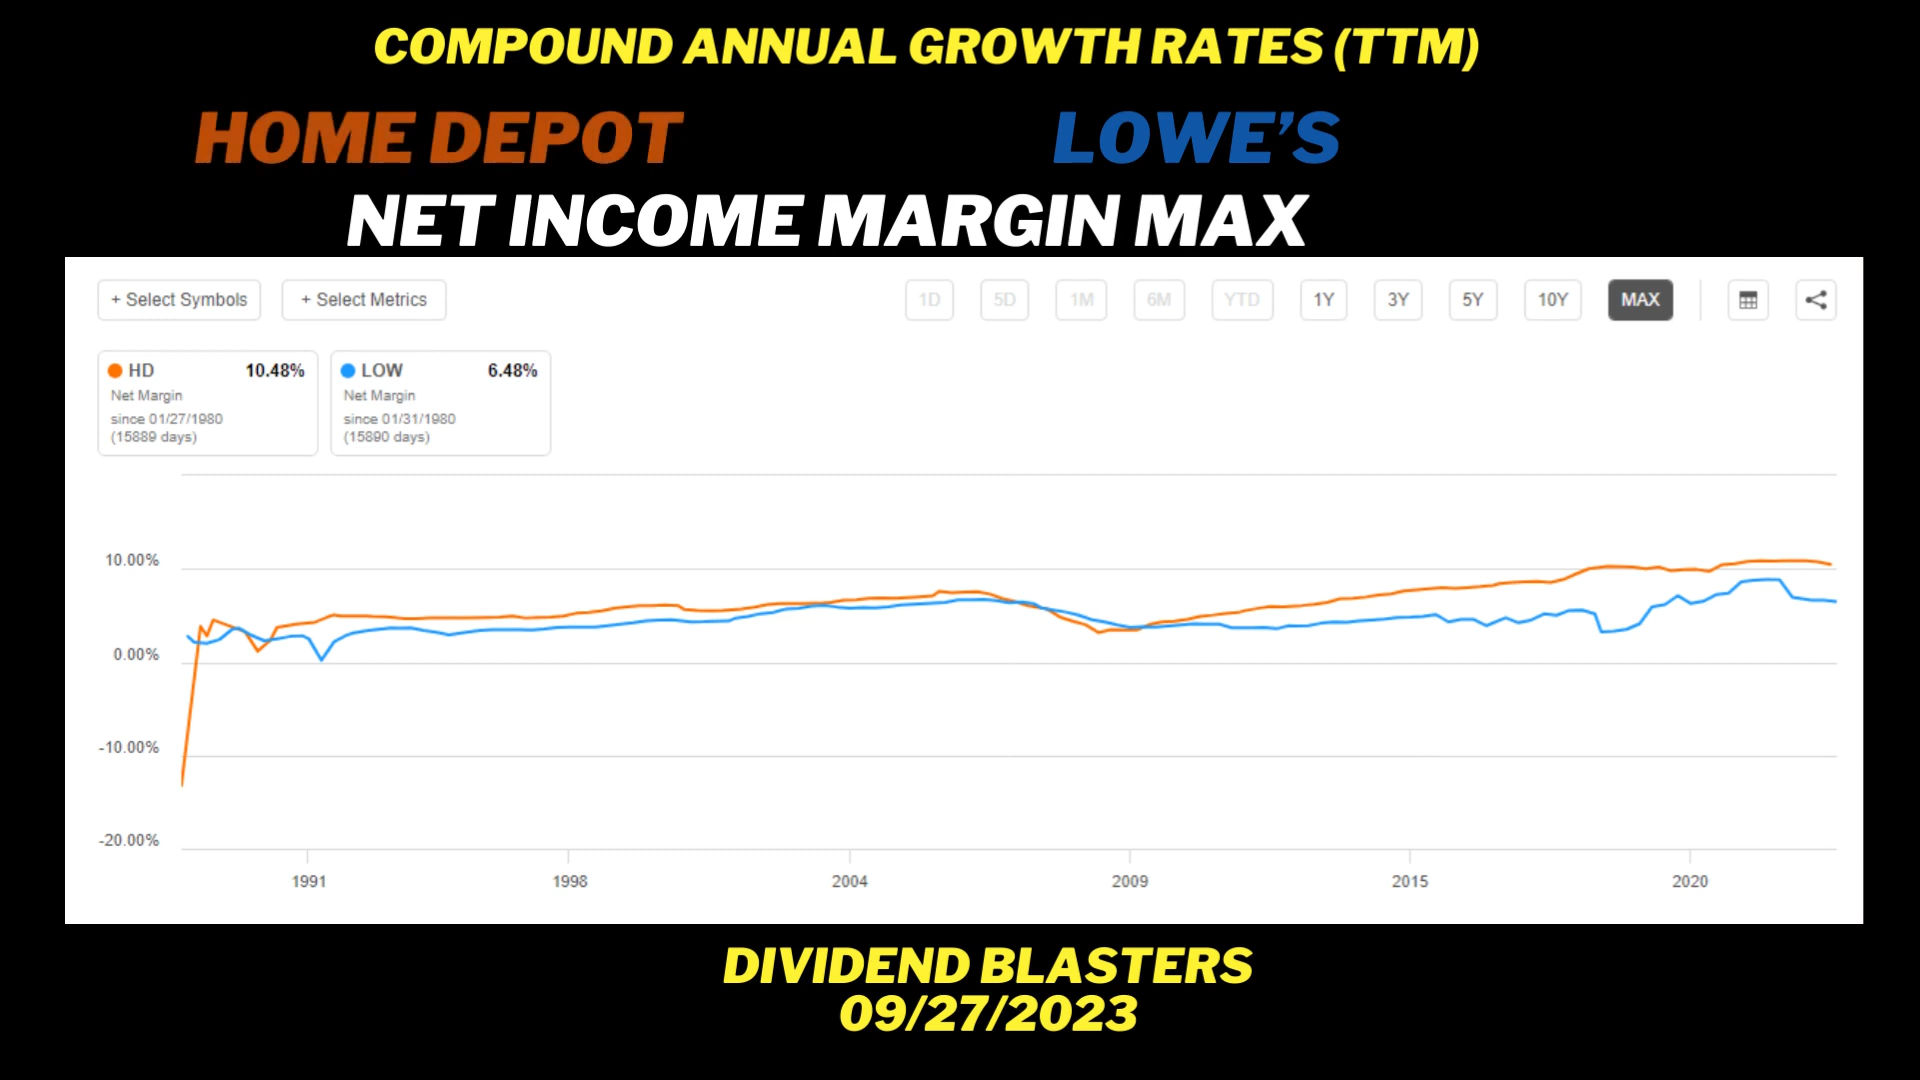 COMPOUND ANNUAL GROWTH RATES (TTM)
HOME DEPOT LOWE'S
NET INCOME MARGIN MAX
+ Select Symbols + Select Metrics 1D 5D 1M 6M YTD 1Y 3Y 5Y 10Y MAX
HD 10.48% LOW 6.48%
Net Margin Net Margin
since 01/27/1980 since 01/31/1980
(15889 days) (15890 days)
10.00%
0.00%
-10.00%
-20.00%
1991 1998 2004 2009 2015 2020
DIVIDEND BLASTERS
09/27/2023